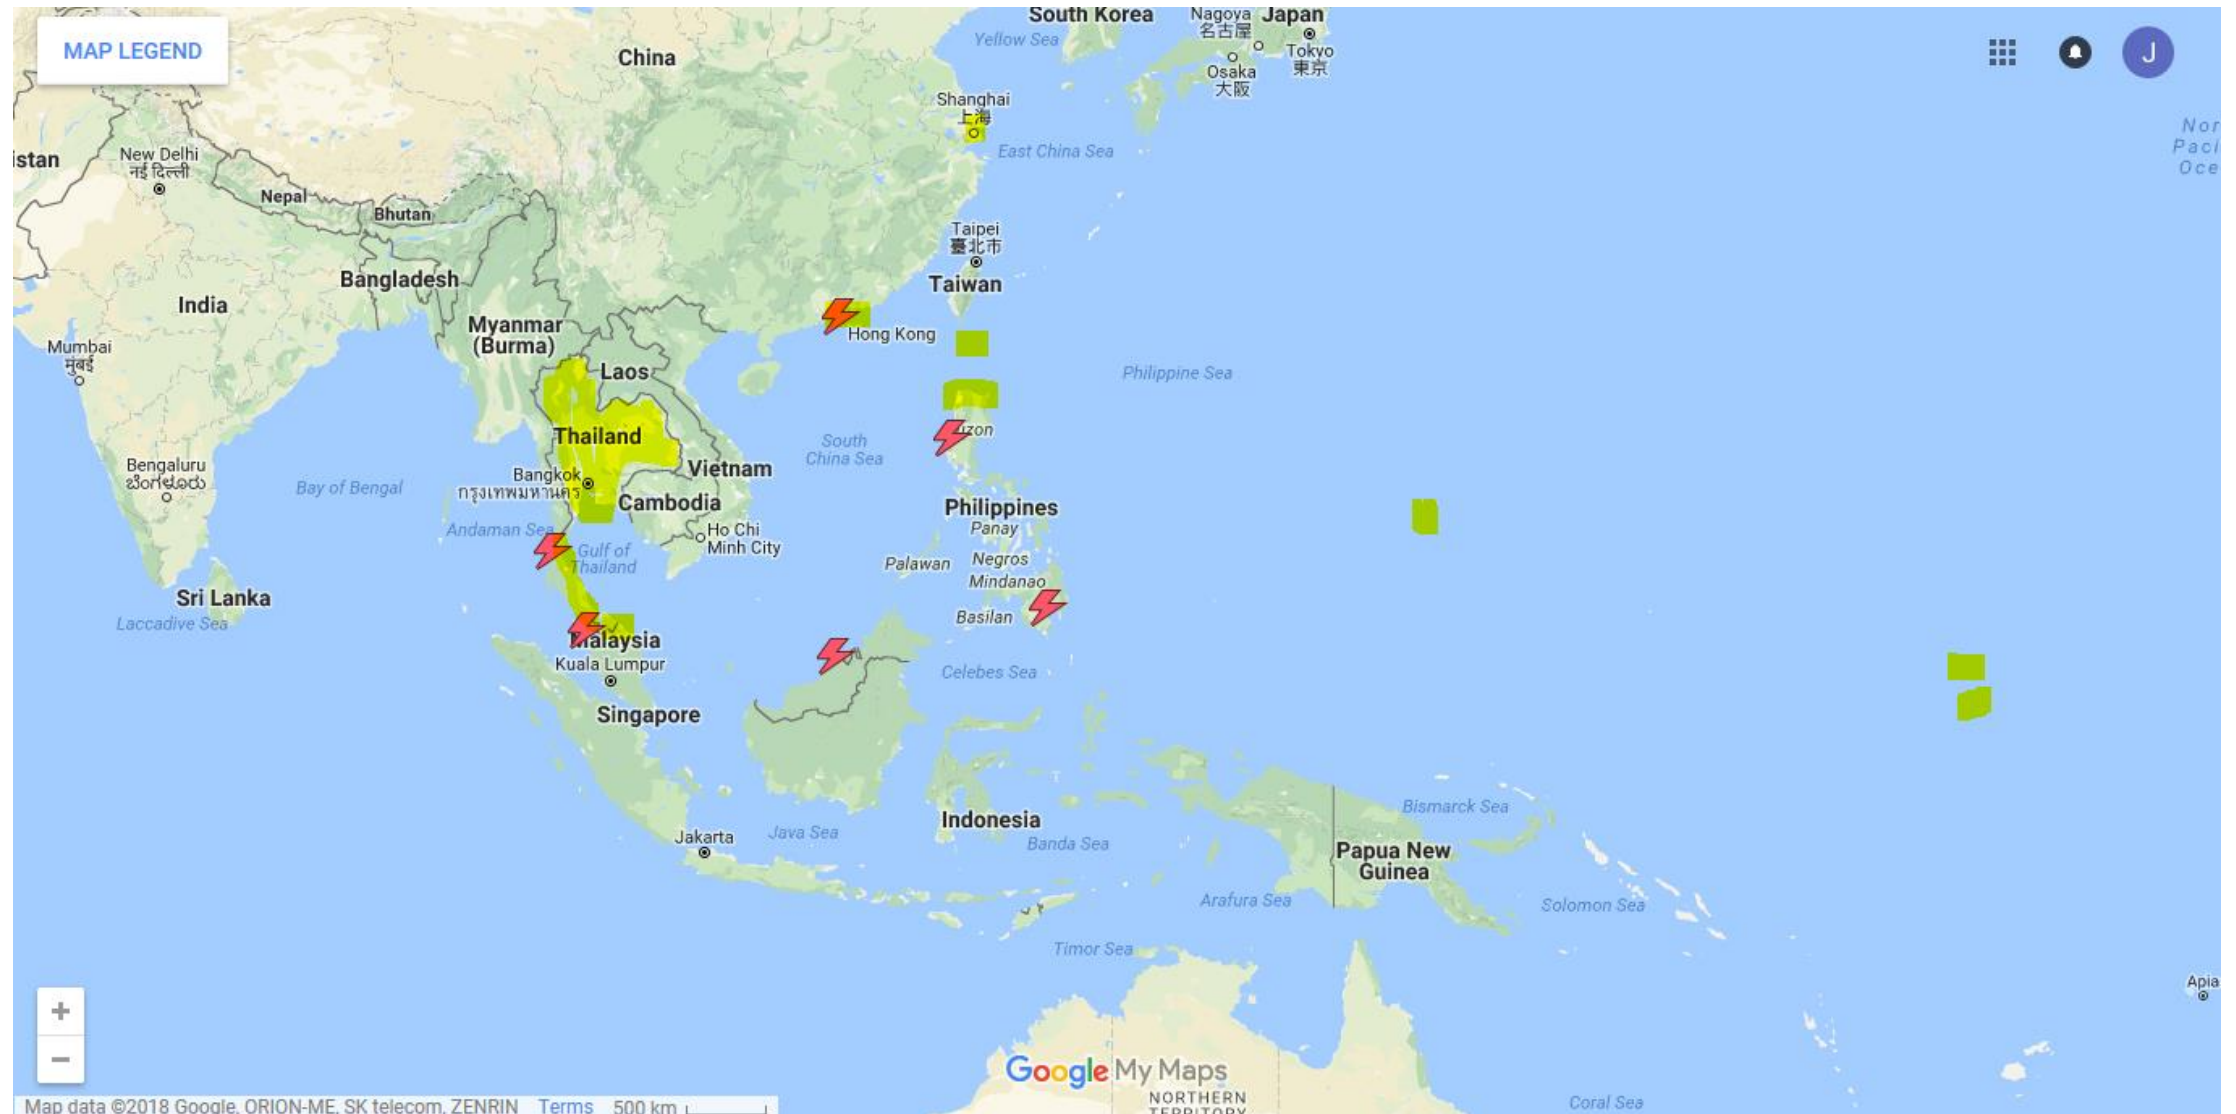 MAP LEGEND
South Korea
Nagoya
名古屋
Japan
Yellow Sea
China
Tokyo
東京
Osaka
大阪
J
Shanghai
上海
East China Sea
istan
New Delhi
नई दिल्ली
Nepal
Bhutan
Nor
Paci
Oce
Taipei
臺北市
Taiwan
Bangladesh
India
Myanmar
(Burma)
Hong Kong
Mumbai
मुंबई
Laos
Philippine Sea
Thailand
South
China Sea
uzon
Bengaluru
ಬೆಂಗಳೂರು
Bay of Bengal
Bangkok
กรุงเทพมหานคร
Vietnam
Cambodia
Philippines
Panay
Andaman Sea
Ho Chi
Minh City
Gulf of
Thailand
Palawan
Negros
Mindanao
Basilan
Sri Lanka
Laccadive Sea
Malaysia
Kuala Lumpur
Celebes Sea
Singapore
Indonesia
Jakarta
Java Sea
Banda Sea
Bismarck Sea
Papua New
Guinea
Arafura Sea
Solomon Sea
Timor Sea
Apia
+
−
Google My Maps
NORTHERN
TERRITORY
Coral Sea
Map data ©2018 Google, ORION-ME, SK telecom, ZENRIN Terms 500 km